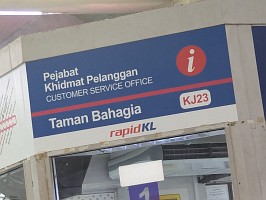 Pejabat
Khidmat Pelanggan
CUSTOMER SERVICE OFFICE
i
Taman Bahagia
KJ23
rapidKL
1